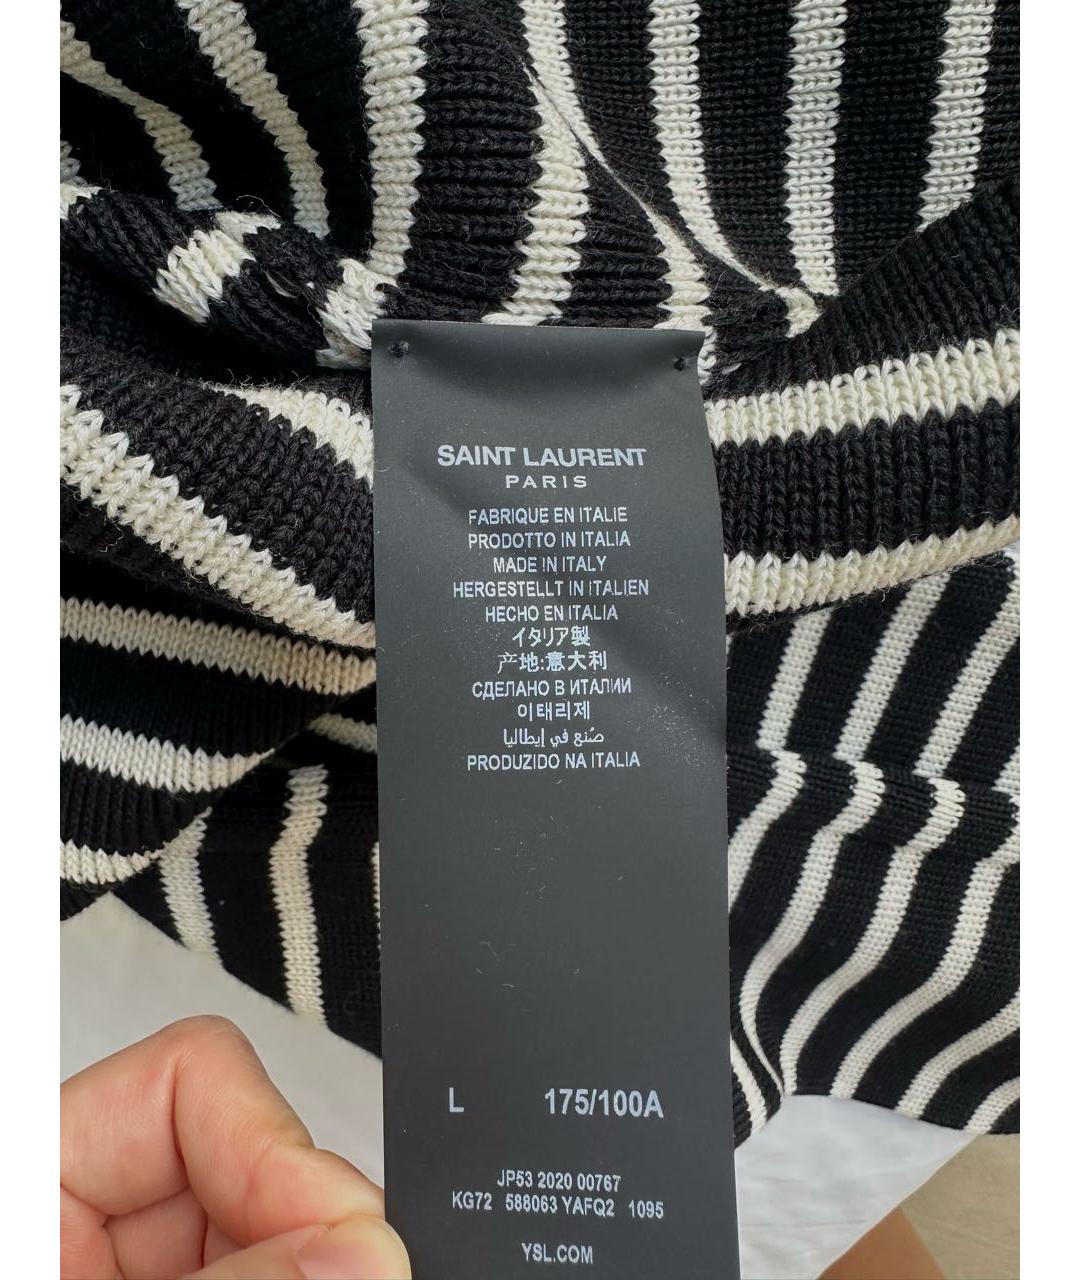 SAINT LAURENT
PARIS
FABRIQUE EN ITALIE
PRODOTTO IN ITALIA
MADE IN ITALY
HERGESTELLT IN ITALIEN
HECHO EN ITALIA
イタリア製
产地:意大利
СДЕЛАНО В ИТАЛИИ
이태리제
صُنع في إيطاليا
PRODUZIDO NA ITALIA
L 175/100A
JP53 2020 00767
KG72 588063 YAFQ2 1095
YSL.COM